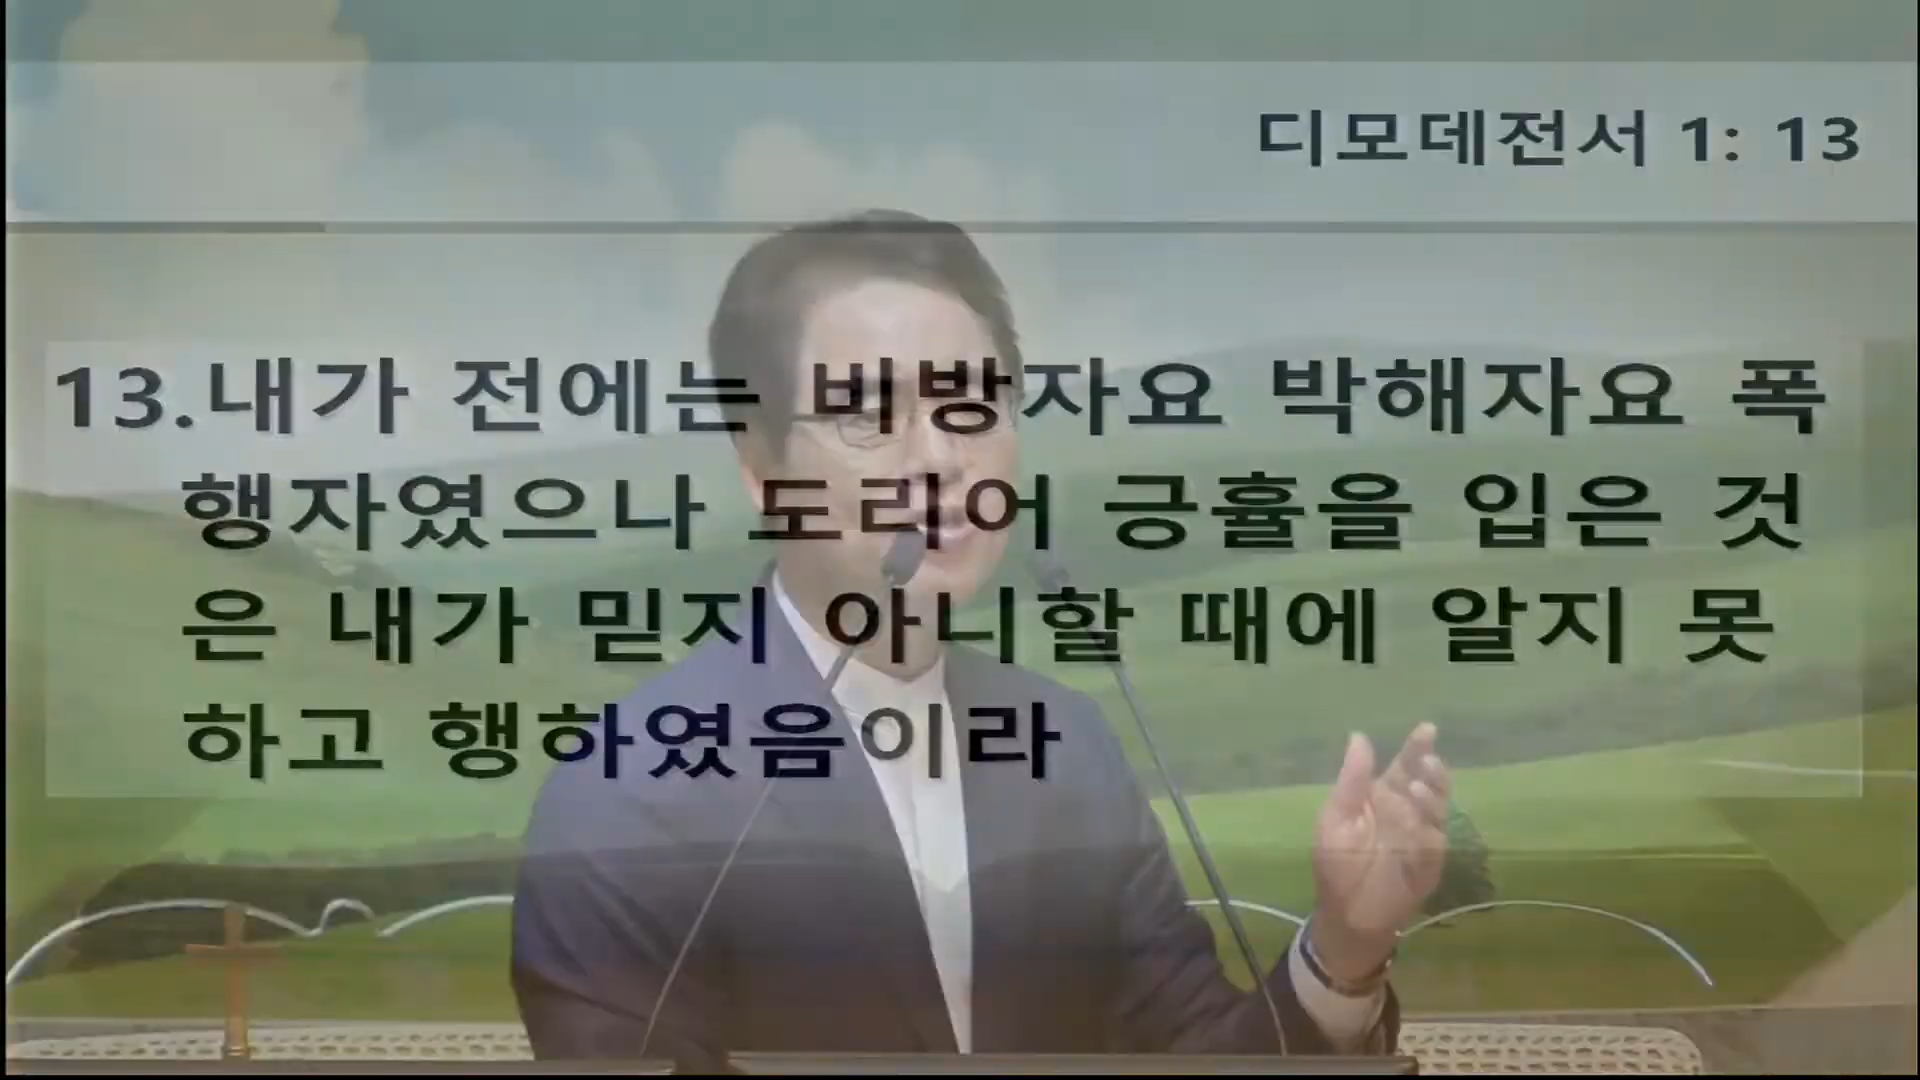 디모데전서 1: 13
13.내가 전에는 비방자요 박해자요 폭
행자였으나 도리어 긍휼을 입은 것
은 내가 믿지 아니할 때에 알지 못
하고 행하였음이라